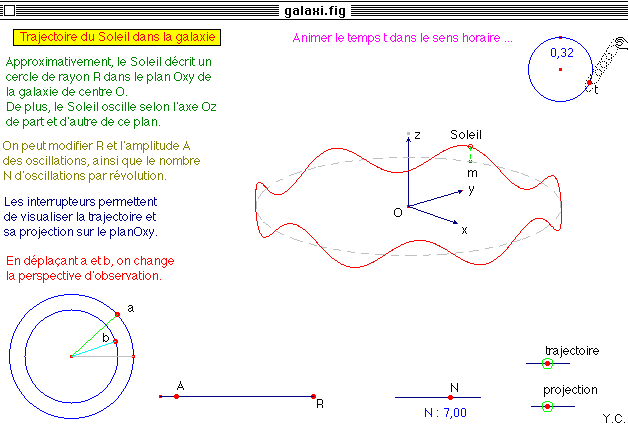 galaxi.fig
Trajectoire du Soleil dans la galaxie
Animer le temps t dans le sens horaire ...
0,32
t
Approximativement, le Soleil décrit un
cercle de rayon R dans le plan Oxy de
la galaxie de centre O.
De plus, le Soleil oscille selon l'axe Oz
de part et d'autre de ce plan.
On peut modifier R et l'amplitude A
des oscillations, ainsi que le nombre
N d'oscillations par révolution.
Les interrupteurs permettent
de visualiser la trajectoire et
sa projection sur le planOxy.
En déplaçant a et b, on change
la perspective d'observation.
z
Soleil
m
y
O
x
a
b
A
R
N
N : 7,00
trajectoire
projection
Y.C.